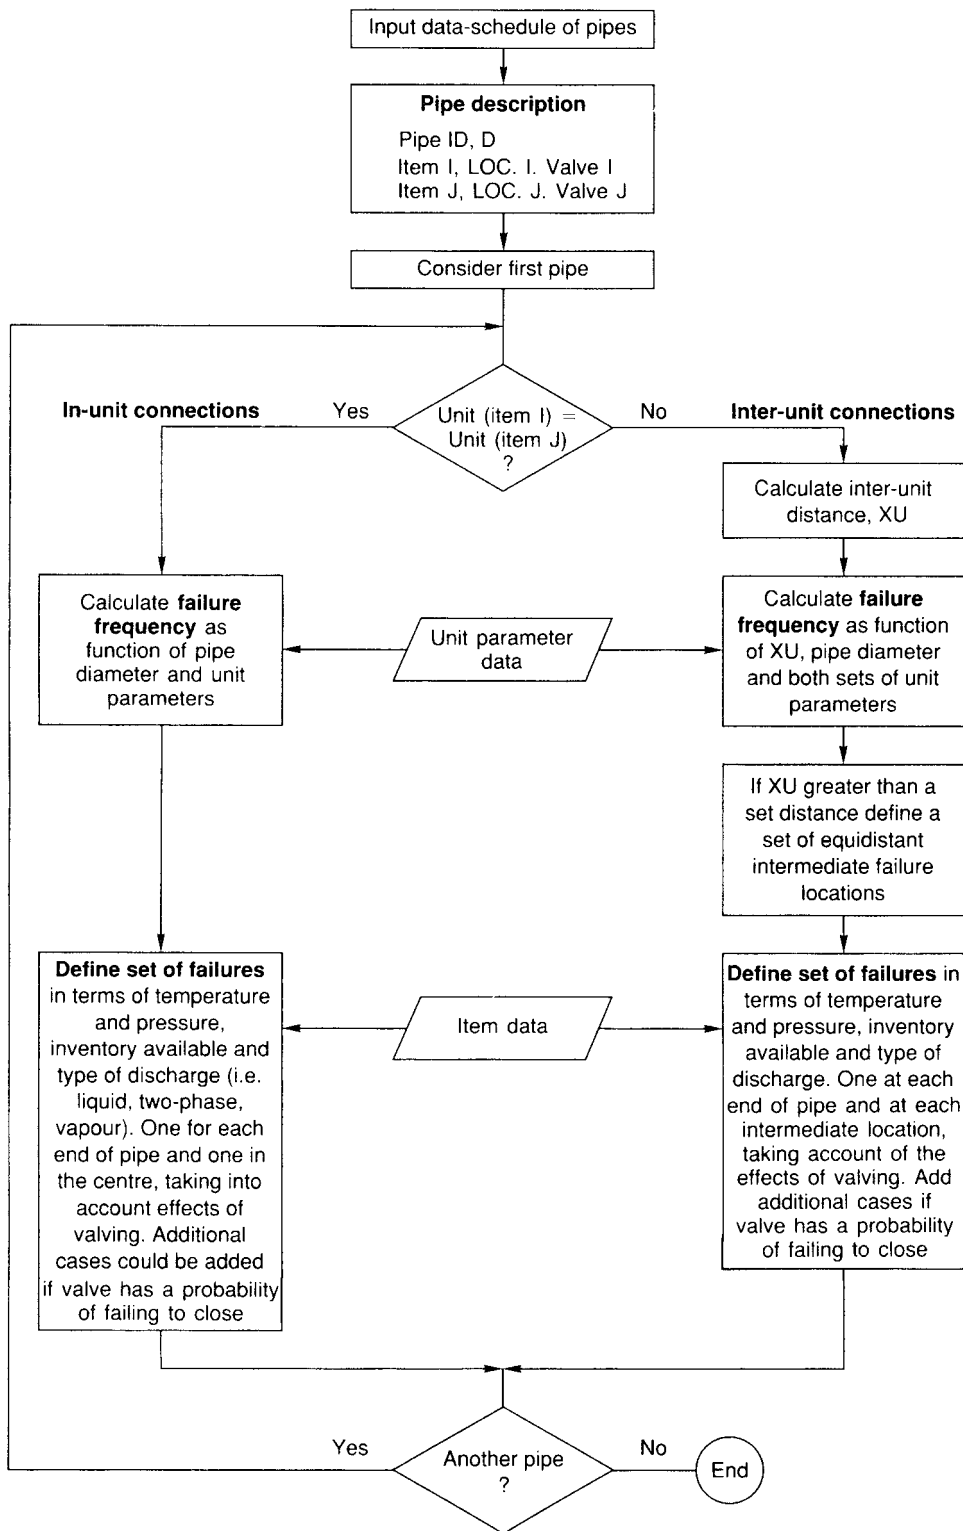 Input data-schedule of pipes
Pipe description
Pipe ID, D
Item I, LOC. I. Valve I
Item J, LOC. J. Valve J
Consider first pipe
In-unit connections
Yes
Unit (item I) =
Unit (item J)
?
No
Inter-unit connections
Calculate inter-unit
distance, XU
Calculate failure
frequency as
function of pipe
diameter and unit
parameters
Unit parameter
data
Calculate failure
frequency as function
of XU, pipe diameter
and both sets of unit
parameters
If XU greater than a
set distance define a
set of equidistant
intermediate failure
locations
Define set of failures
in terms of temperature
and pressure,
inventory available and
type of discharge (i.e.
liquid, two-phase,
vapour). One for each
end of pipe and one in
the centre, taking into
account effects of
valving. Additional
cases could be added
if valve has a probability
of failing to close
Item data
Define set of failures in
terms of temperature
and pressure, inventory
available and type of
discharge. One at each
end of pipe and at each
intermediate location,
taking account of the
effects of valving. Add
additional cases if
valve has a probability
of failing to close
Yes
Another pipe
?
No
End